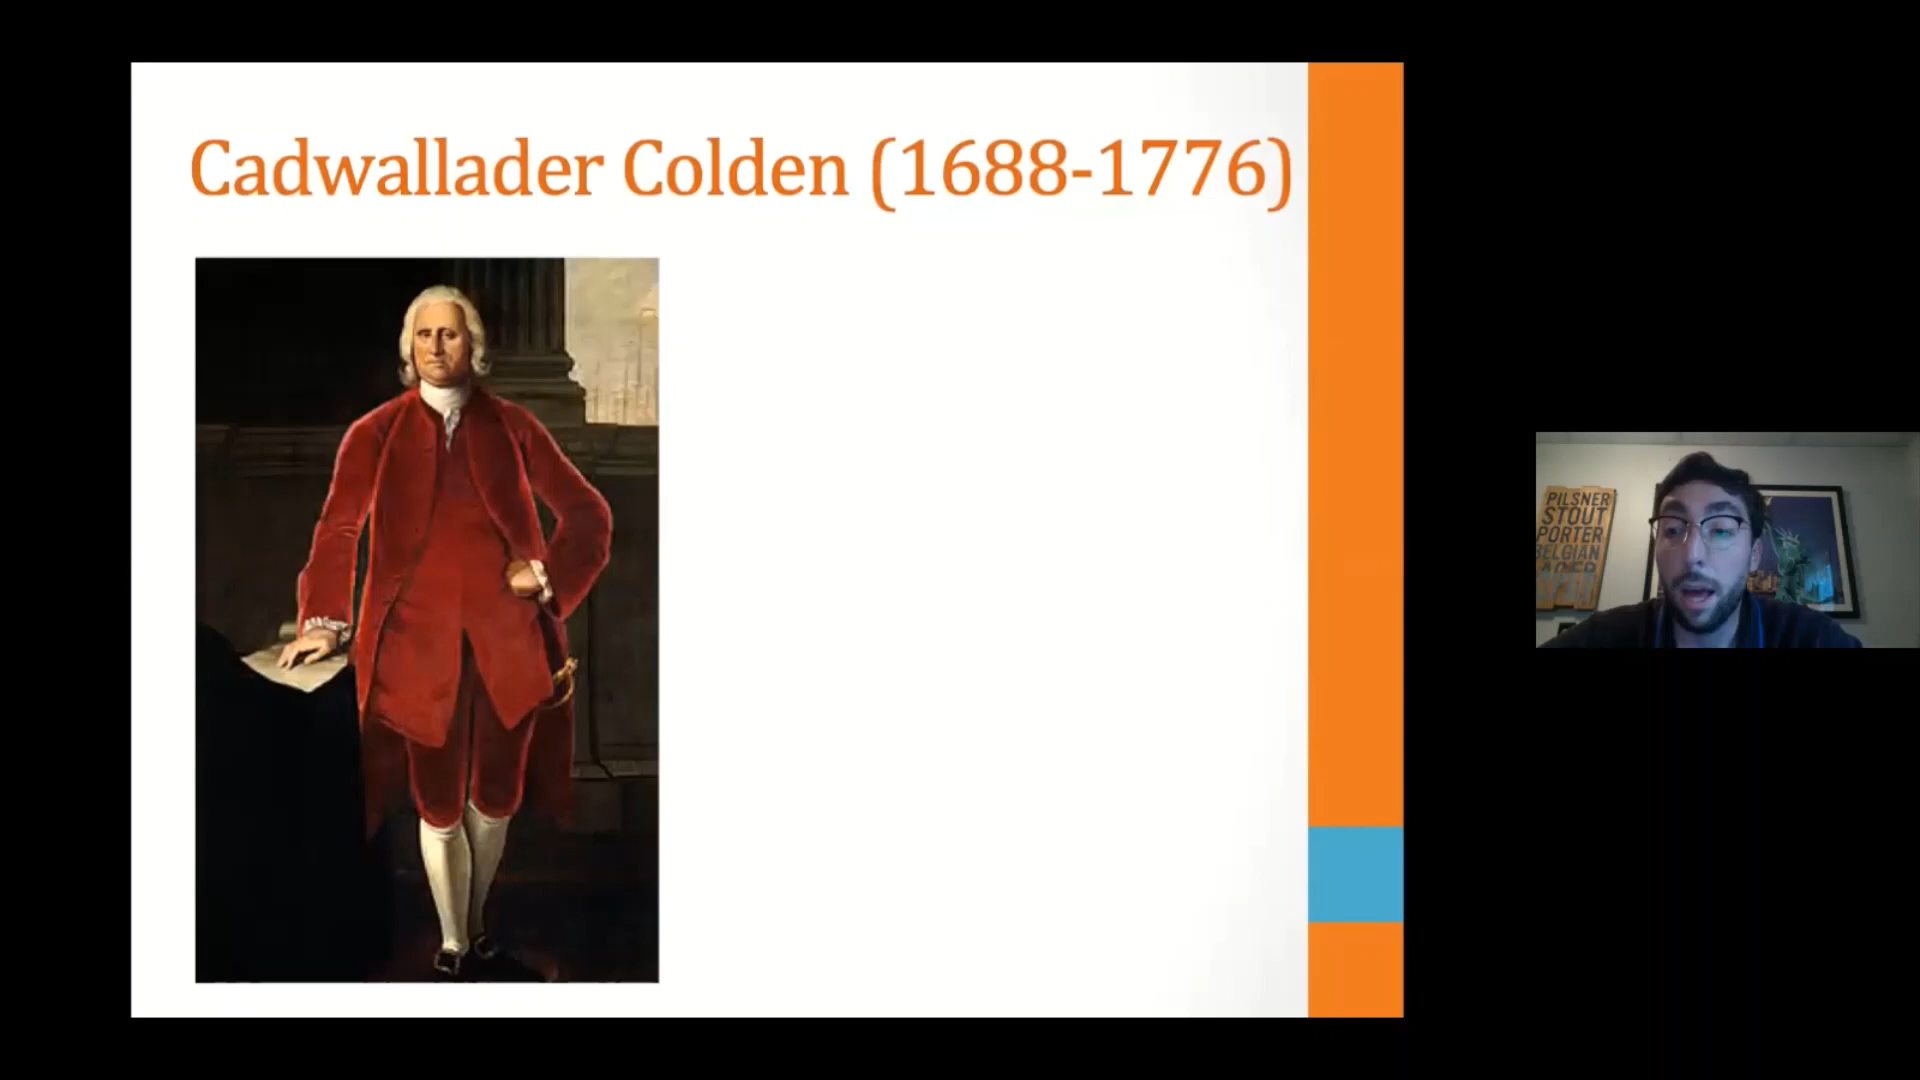 Cadwallader Colden (1688-1776)
PILSNER
STOUT
PORTER
BELGIAN